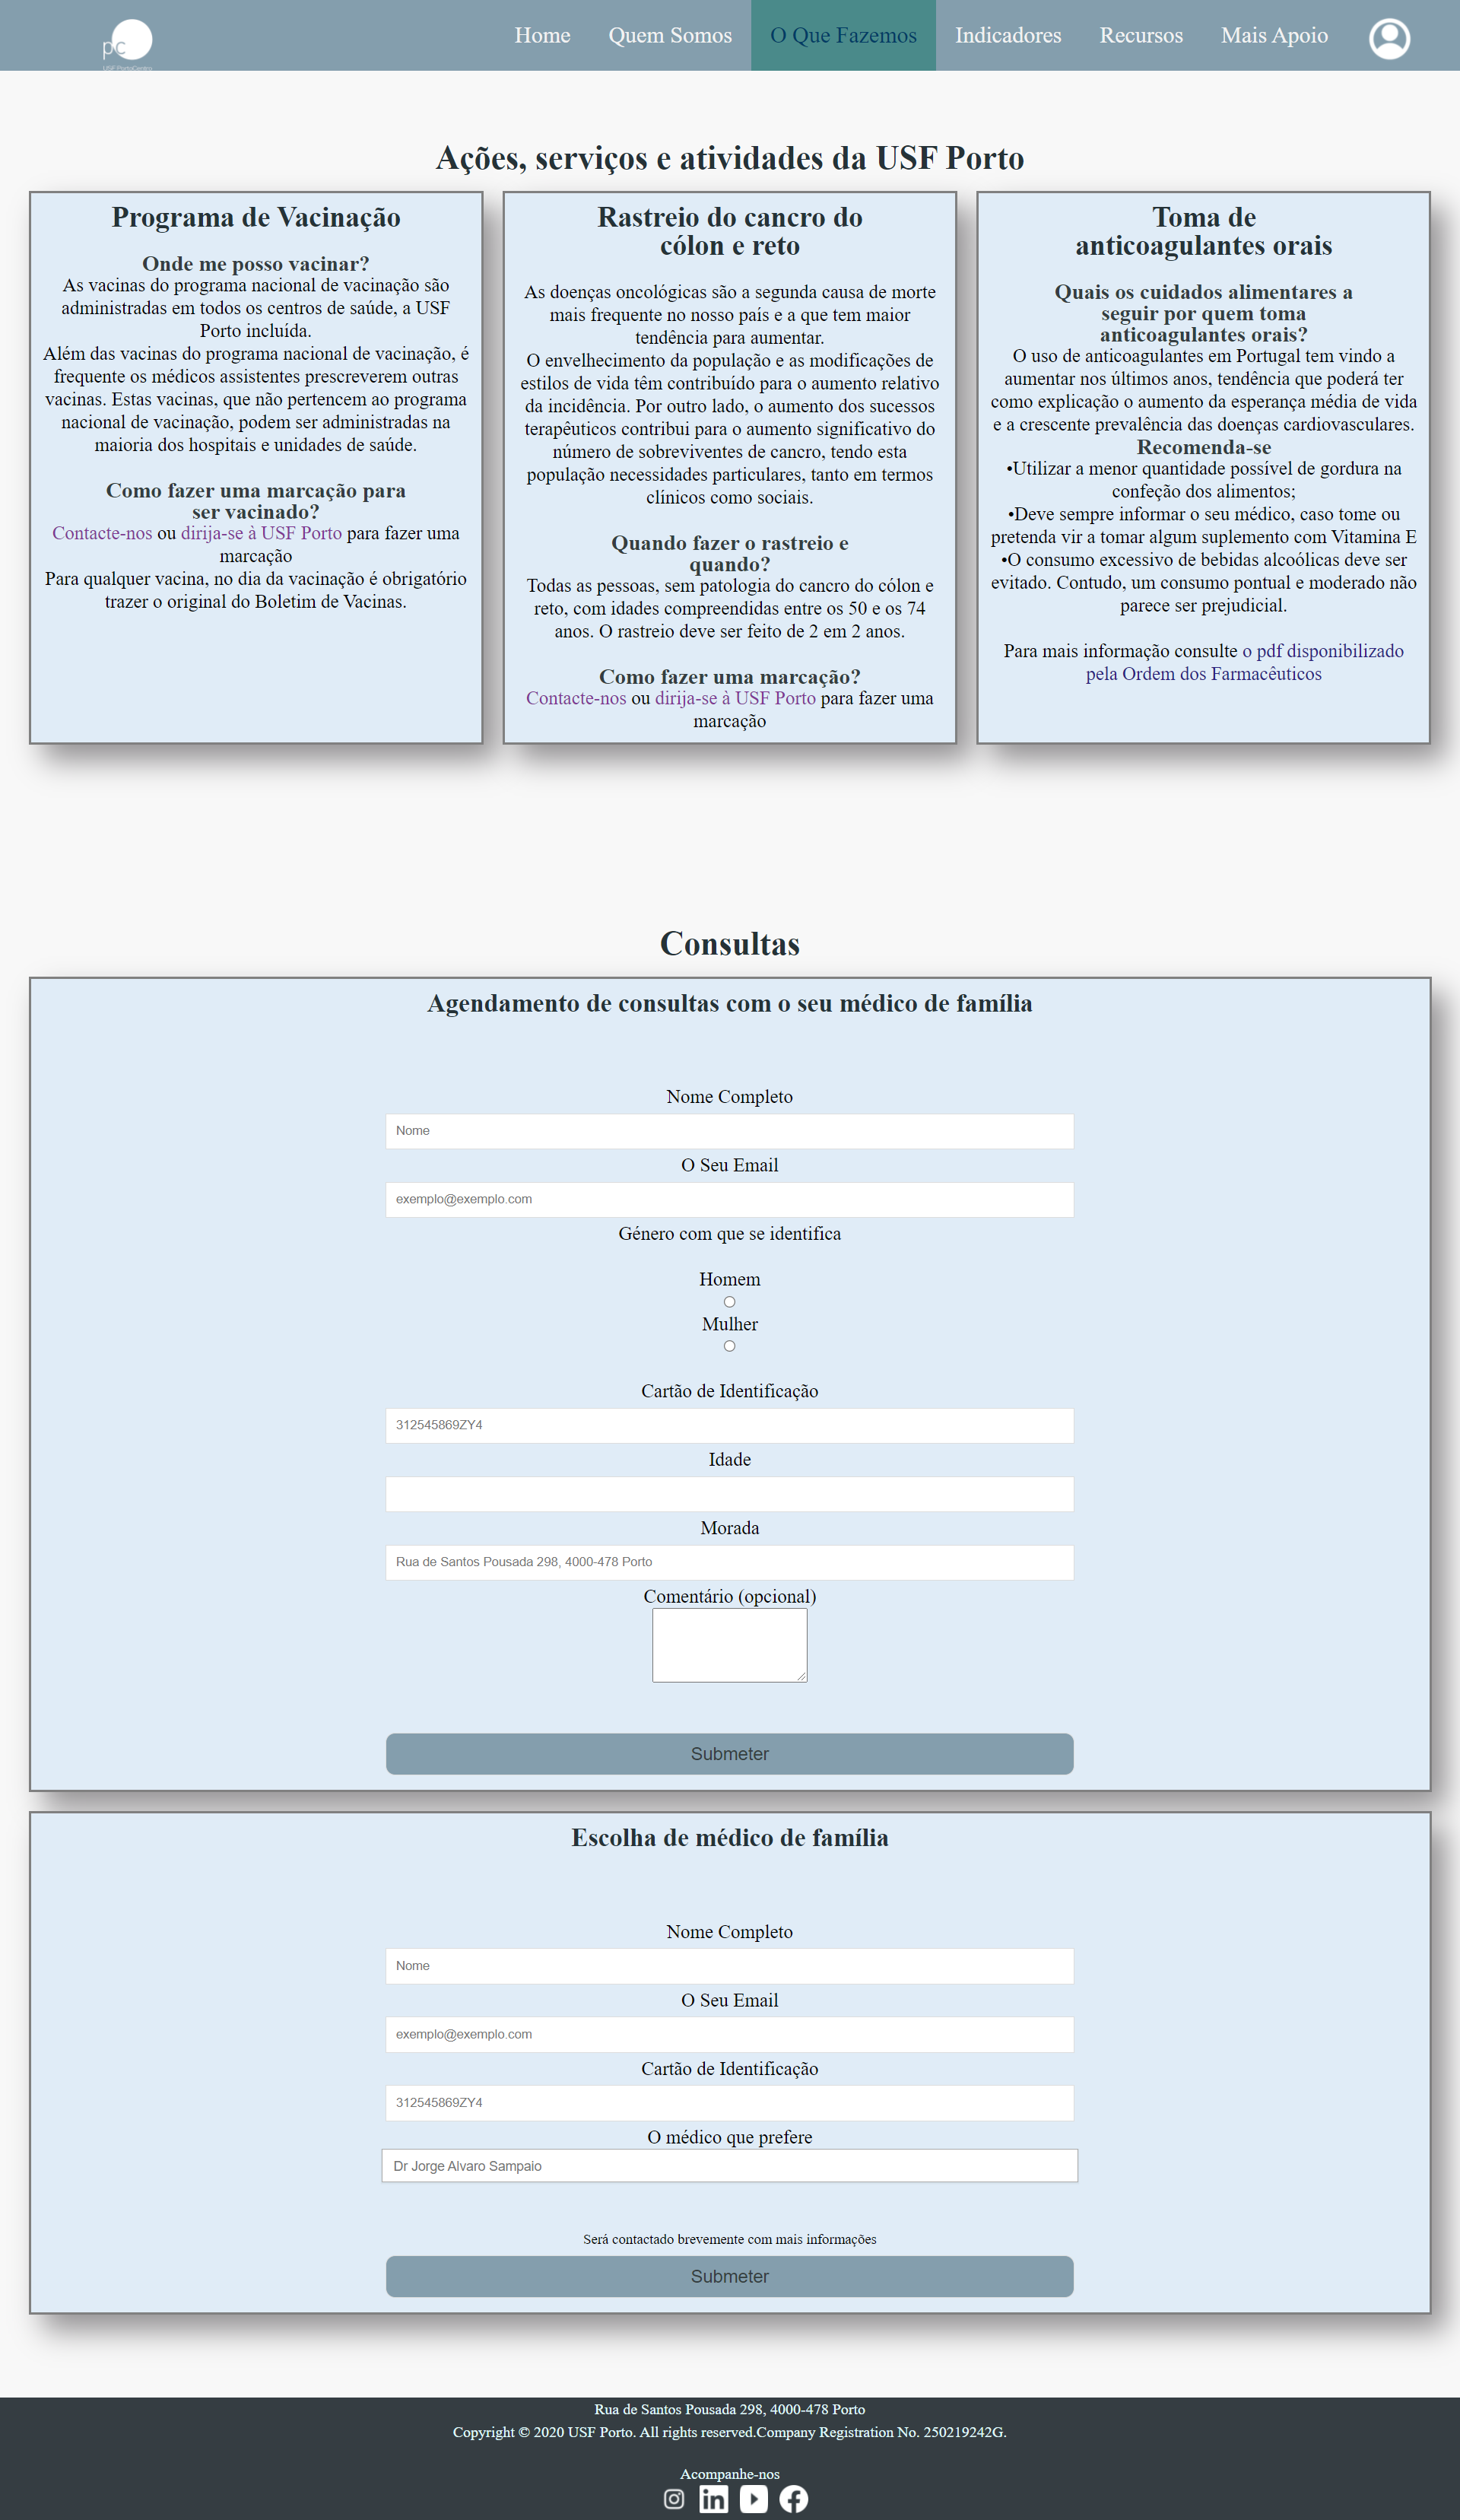 pc
USF PortoCentro
Home
Quem Somos
O Que Fazemos
Indicadores
Recursos
Mais Apoio
Ações, serviços e atividades da USF Porto
Programa de Vacinação
Onde me posso vacinar?
As vacinas do programa nacional de vacinação são
administradas em todos os centros de saúde, a USF
Porto incluída.
Além das vacinas do programa nacional de vacinação, é
frequente os médicos assistentes prescreverem outras
vacinas. Estas vacinas, que não pertencem ao programa
nacional de vacinação, podem ser administradas na
maioria dos hospitais e unidades de saúde.
Como fazer uma marcação para
ser vacinado?
Contacte-nos ou dirija-se à USF Porto para fazer uma
marcação
Para qualquer vacina, no dia da vacinação é obrigatório
trazer o original do Boletim de Vacinas.
Rastreio do cancro do
cólon e reto
As doenças oncológicas são a segunda causa de morte
mais frequente no nosso país e a que tem maior
tendência para aumentar.
O envelhecimento da população e as modificações de
estilos de vida têm contribuído para o aumento relativo
da incidência. Por outro lado, o aumento dos sucessos
terapêuticos contribui para o aumento significativo do
número de sobreviventes de cancro, tendo esta
população necessidades particulares, tanto em termos
clínicos como sociais.
Quando fazer o rastreio e
quando?
Todas as pessoas, sem patologia do cancro do cólon e
reto, com idades compreendidas entre os 50 e os 74
anos. O rastreio deve ser feito de 2 em 2 anos.
Como fazer uma marcação?
Contacte-nos ou dirija-se à USF Porto para fazer uma
marcação
Toma de
anticoagulantes orais
Quais os cuidados alimentares a
seguir por quem toma
anticoagulantes orais?
O uso de anticoagulantes em Portugal tem vindo a
aumentar nos últimos anos, tendência que poderá ter
como explicação o aumento da esperança média de vida
e a crescente prevalência das doenças cardiovasculares.
Recomenda-se
•Utilizar a menor quantidade possível de gordura na
confeção dos alimentos;
•Deve sempre informar o seu médico, caso tome ou
pretenda vir a tomar algum suplemento com Vitamina E
•O consumo excessivo de bebidas alcoólicas deve ser
evitado. Contudo, um consumo pontual e moderado não
parece ser prejudicial.
Para mais informação consulte o pdf disponibilizado
pela Ordem dos Farmacêuticos
Consultas
Agendamento de consultas com o seu médico de família
Nome Completo
Nome
O Seu Email
exemplo@exemplo.com
Género com que se identifica
Homem
Mulher
Cartão de Identificação
312545869ZY4
Idade
Morada
Rua de Santos Pousada 298, 4000-478 Porto
Comentário (opcional)
Submeter
Escolha de médico de família
Nome Completo
Nome
O Seu Email
exemplo@exemplo.com
Cartão de Identificação
312545869ZY4
O médico que prefere
Dr Jorge Alvaro Sampaio
Será contactado brevemente com mais informações
Submeter
Rua de Santos Pousada 298, 4000-478 Porto
Copyright © 2020 USF Porto. All rights reserved.Company Registration No. 250219242G.
Acompanhe-nos